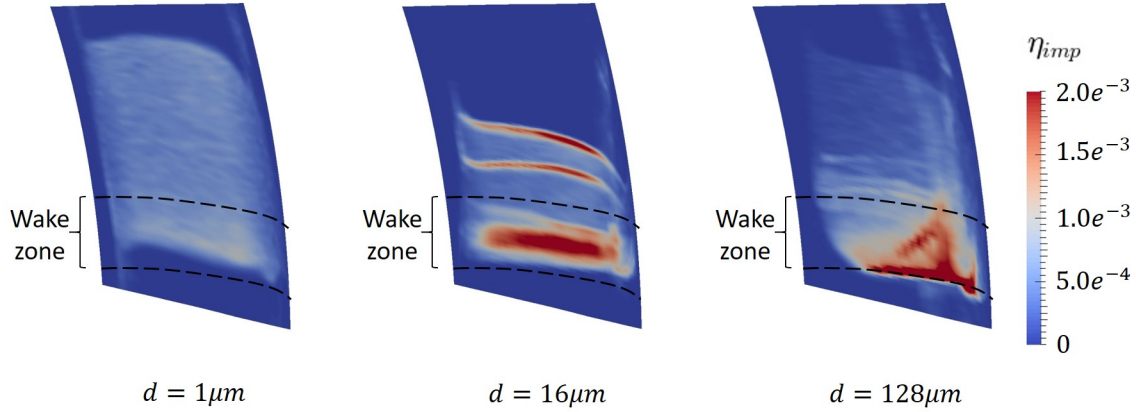 Wake zone
Wake zone
Wake zone
η_imp
2.0e⁻³
1.5e⁻³
1.0e⁻³
5.0e⁻⁴
0
d = 1μm
d = 16μm
d = 128μm